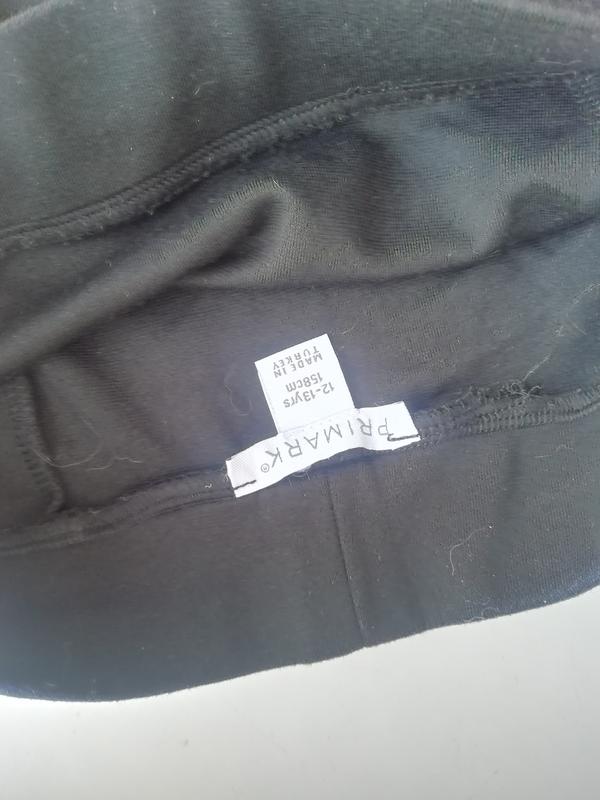 PRIMARK®
12-13yrs
158cm
MADE IN
TURKEY